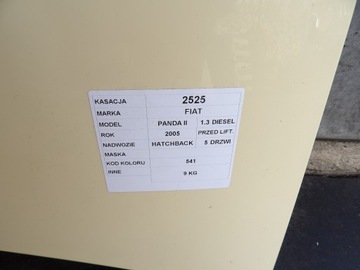 KASACJA 2525
MARKA FIAT
MODEL PANDA II 1.3 DIESEL
ROK 2005 PRZED LIFT.
NADWOZIE HATCHBACK 5 DRZWI
MASKA
KOD KOLORU 541
INNE 9 KG